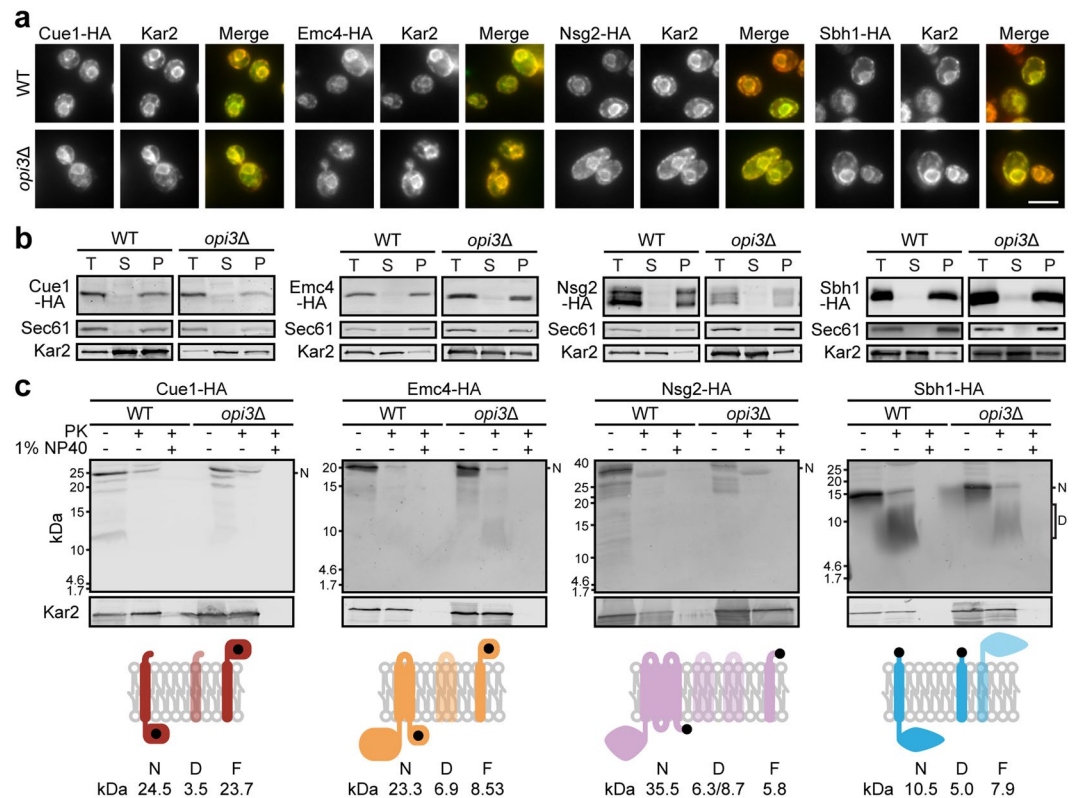 a
Cue1-HA Kar2 Merge Emc4-HA Kar2 Merge Nsg2-HA Kar2 Merge Sbh1-HA Kar2 Merge
WT
opi3Δ
b
WT opi3Δ WT opi3Δ WT opi3Δ WT opi3Δ
T S P T S P T S P T S P T S P T S P T S P T S P
Cue1 -HA Emc4 -HA Nsg2 -HA Sbh1 -HA
Sec61 Sec61 Sec61 Sec61
Kar2 Kar2 Kar2 Kar2
c
Cue1-HA Emc4-HA Nsg2-HA Sbh1-HA
WT opi3Δ WT opi3Δ WT opi3Δ WT opi3Δ
PK - + + - + + - + + - + + - + + - + + - + + - + +
1% NP40 - - + - - + - - + - - + - - + - - + - - + - - +
kDa
25 20 15 10 4.6 1.7 N
20 15 10 4.6 1.7 N
40 30 25 20 15 10 4.6 1.7 N
25 20 15 10 4.6 1.7 N D
Kar2
N D F N D F N D F N D F
kDa 24.5 3.5 23.7 kDa 23.3 6.9 8.53 kDa 35.5 6.3/8.7 5.8 kDa 10.5 5.0 7.9